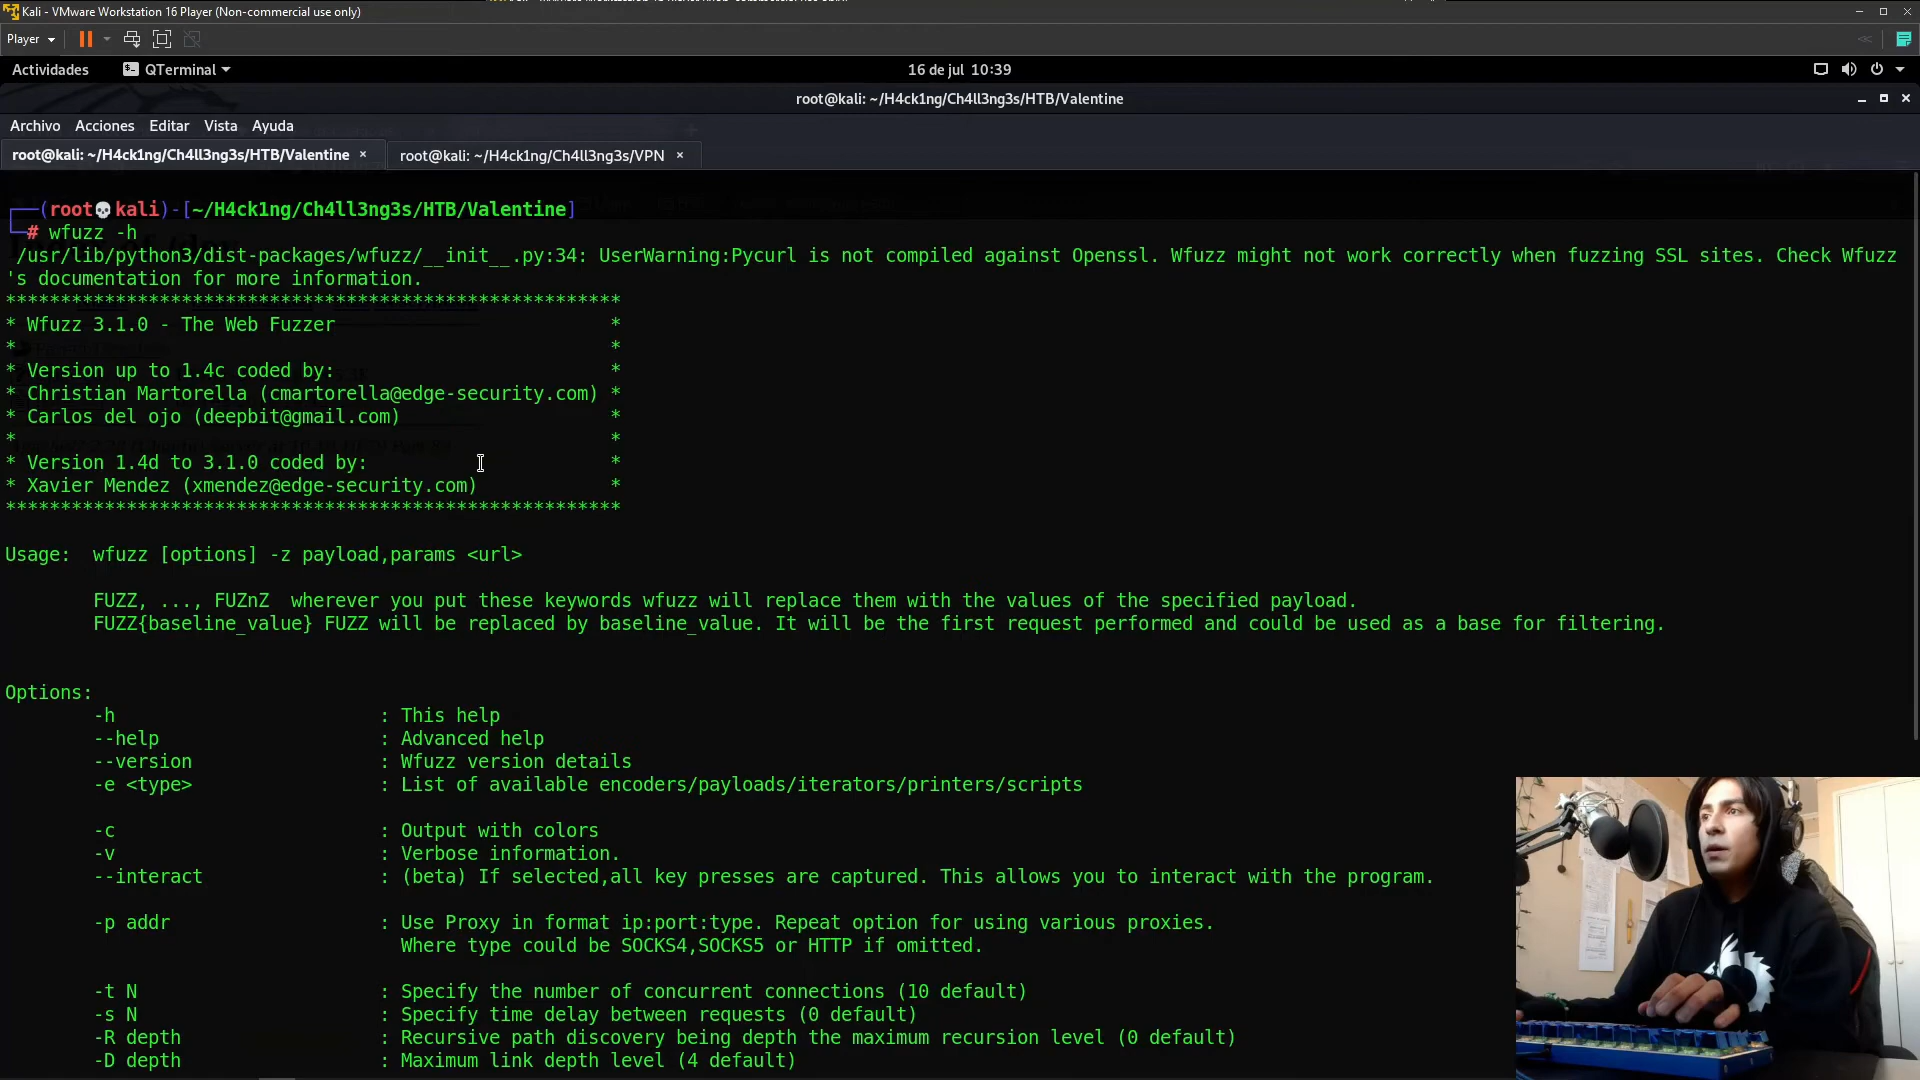 Kali - VMware Workstation 16 Player (Non-commercial use only)
Player
Actividades
QTerminal
16 de jul 10:39
root@kali: ~/H4ck1ng/Ch4ll3ng3s/HTB/Valentine
Archivo Acciones Editar Vista Ayuda
root@kali: ~/H4ck1ng/Ch4ll3ng3s/HTB/Valentine ×
root@kali: ~/H4ck1ng/Ch4ll3ng3s/VPN ×
┌──(root💀kali)-[~/H4ck1ng/Ch4ll3ng3s/HTB/Valentine]
└─# wfuzz -h
/usr/lib/python3/dist-packages/wfuzz/__init__.py:34: UserWarning:Pycurl is not compiled against Openssl. Wfuzz might not work correctly when fuzzing SSL sites. Check Wfuzz
's documentation for more information.
********************************************************
* Wfuzz 3.1.0 - The Web Fuzzer                         *
*                                                      *
* Version up to 1.4c coded by:                         *
* Christian Martorella (cmartorella@edge-security.com) *
* Carlos del ojo (deepbit@gmail.com)                   *
*                                                      *
* Version 1.4d to 3.1.0 coded by:                      *
* Xavier Mendez (xmendez@edge-security.com)            *
********************************************************
Usage:  wfuzz [options] -z payload,params <url>
FUZZ, ..., FUZnZ  wherever you put these keywords wfuzz will replace them with the values of the specified payload.
FUZZ{baseline_value} FUZZ will be replaced by baseline_value. It will be the first request performed and could be used as a base for filtering.
Options:
-h : This help
--help : Advanced help
--version : Wfuzz version details
-e <type> : List of available encoders/payloads/iterators/printers/scripts
-c : Output with colors
-v : Verbose information.
--interact : (beta) If selected,all key presses are captured. This allows you to interact with the program.
-p addr : Use Proxy in format ip:port:type. Repeat option for using various proxies.
Where type could be SOCKS4,SOCKS5 or HTTP if omitted.
-t N : Specify the number of concurrent connections (10 default)
-s N : Specify time delay between requests (0 default)
-R depth : Recursive path discovery being depth the maximum recursion level (0 default)
-D depth : Maximum link depth level (4 default)